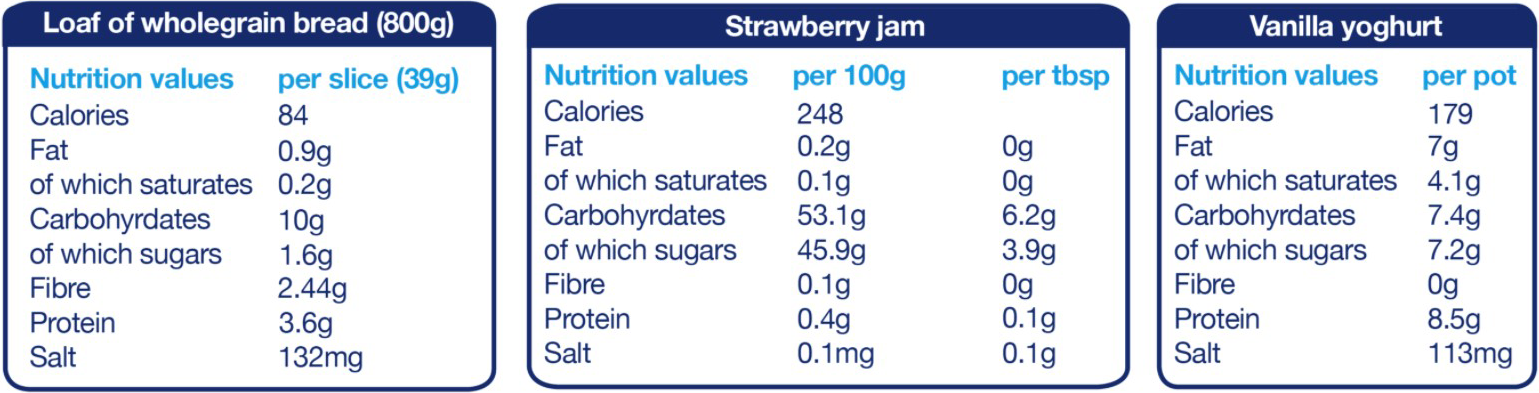 Loaf of wholegrain bread (800g)
Nutrition values per slice (39g)
Calories 84
Fat 0.9g
of which saturates 0.2g
Carbohyrdates 10g
of which sugars 1.6g
Fibre 2.44g
Protein 3.6g
Salt 132mg
Strawberry jam
Nutrition values per 100g per tbsp
Calories 248
Fat 0.2g 0g
of which saturates 0.1g 0g
Carbohyrdates 53.1g 6.2g
of which sugars 45.9g 3.9g
Fibre 0.1g 0g
Protein 0.4g 0.1g
Salt 0.1mg 0.1g
Vanilla yoghurt
Nutrition values per pot
Calories 179
Fat 7g
of which saturates 4.1g
Carbohyrdates 7.4g
of which sugars 7.2g
Fibre 0g
Protein 8.5g
Salt 113mg